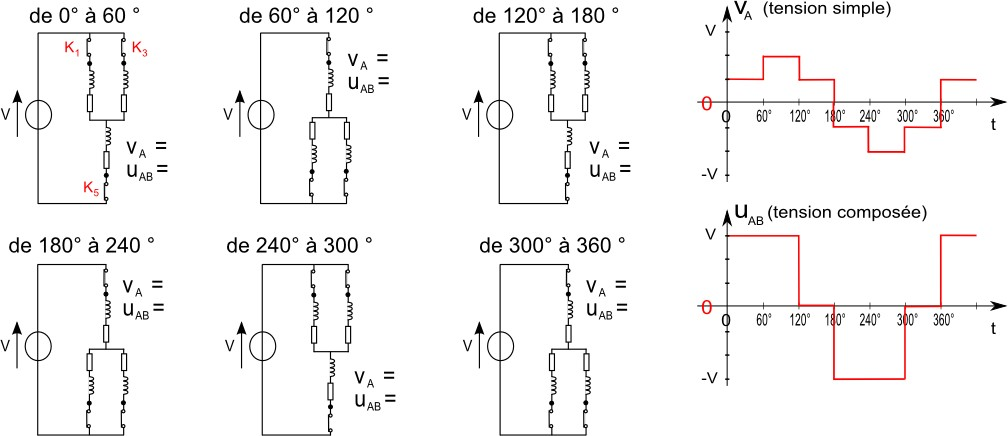 de 0° à 60 °
K1
K3
V
vA =
uAB =
K5
de 60° à 120 °
vA =
uAB =
V
de 120° à 180 °
V
vA =
uAB =
vA (tension simple)
V
0
0
60°
120°
180°
240°
300°
360°
t
-V
de 180° à 240 °
vA =
uAB =
V
de 240° à 300 °
V
vA =
uAB =
de 300° à 360 °
vA =
uAB =
V
uAB (tension composée)
V
0
0
60°
120°
180°
240°
300°
360°
t
-V